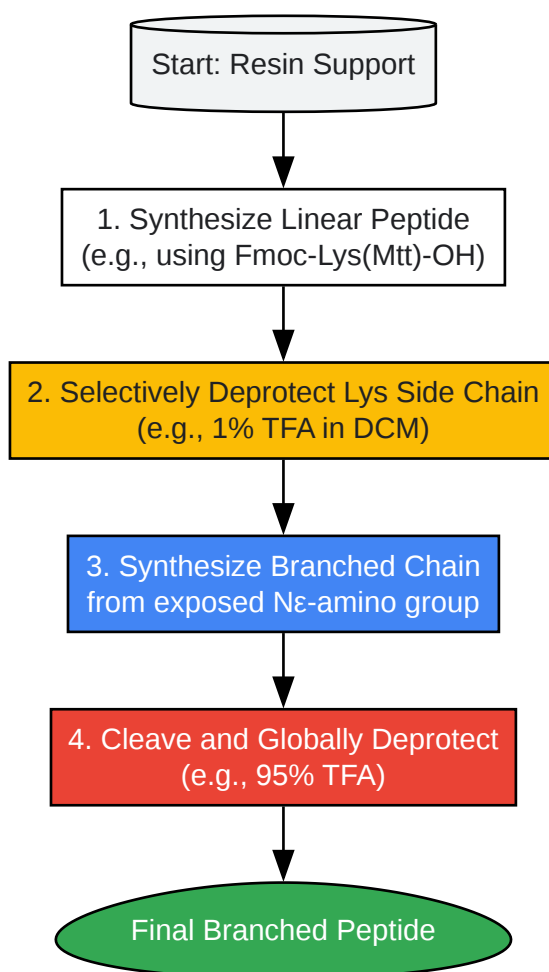 Start: Resin Support
1. Synthesize Linear Peptide
(e.g., using Fmoc-Lys(Mtt)-OH)
2. Selectively Deprotect Lys Side Chain
(e.g., 1% TFA in DCM)
3. Synthesize Branched Chain
from exposed Nε-amino group
4. Cleave and Globally Deprotect
(e.g., 95% TFA)
Final Branched Peptide